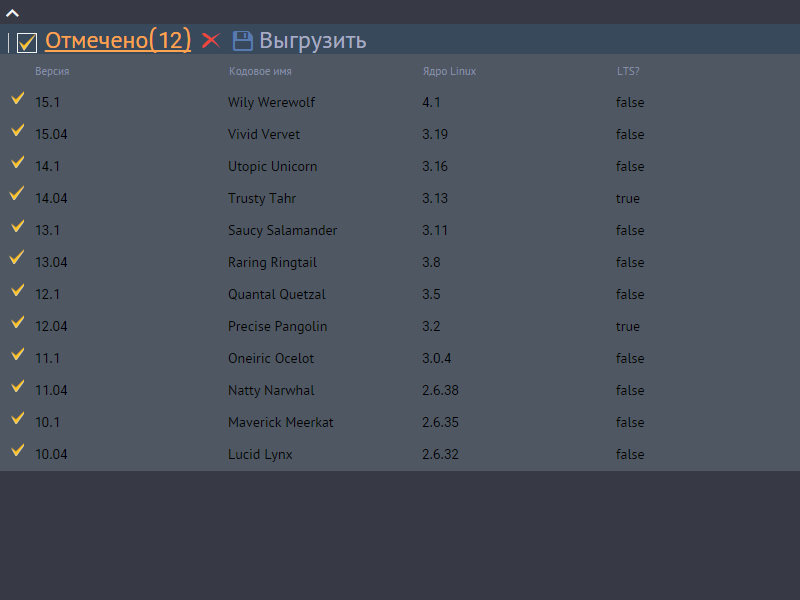 Отмечено(12) Выгрузить
Версия Кодовое имя Ядро Linux LTS?
15.1 Wily Werewolf 4.1 false
15.04 Vivid Vervet 3.19 false
14.1 Utopic Unicorn 3.16 false
14.04 Trusty Tahr 3.13 true
13.1 Saucy Salamander 3.11 false
13.04 Raring Ringtail 3.8 false
12.1 Quantal Quetzal 3.5 false
12.04 Precise Pangolin 3.2 true
11.1 Oneiric Ocelot 3.0.4 false
11.04 Natty Narwhal 2.6.38 false
10.1 Maverick Meerkat 2.6.35 false
10.04 Lucid Lynx 2.6.32 false